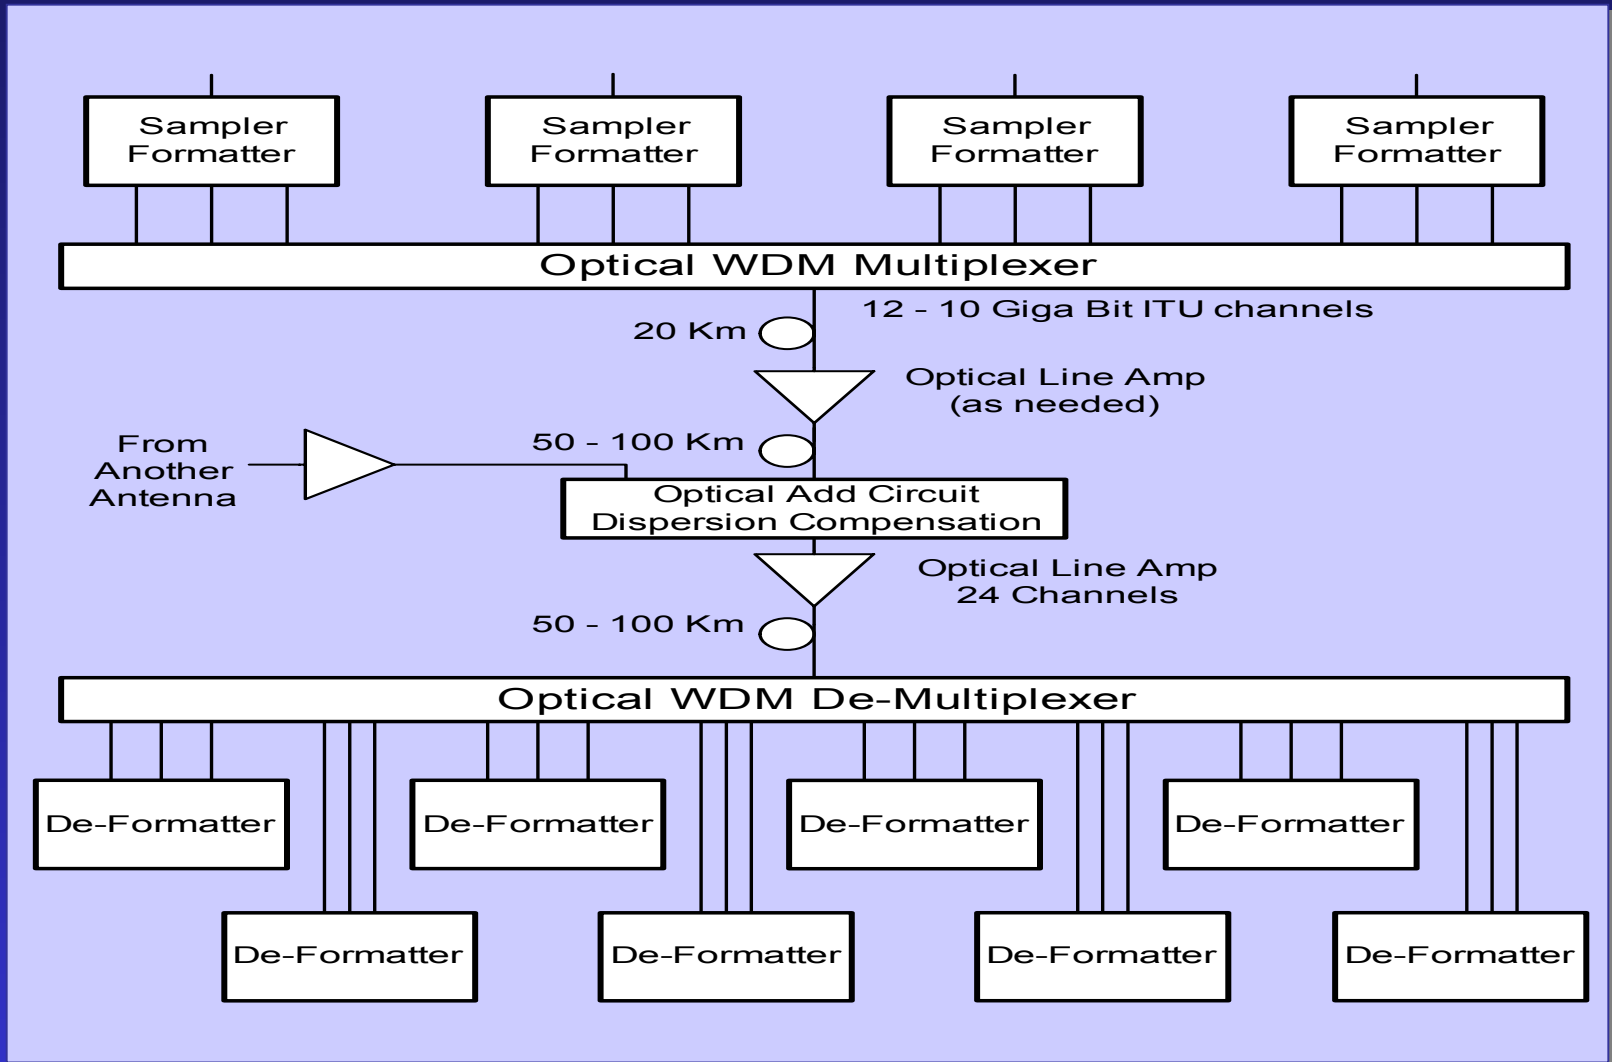 Sampler
Formatter
Sampler
Formatter
Sampler
Formatter
Sampler
Formatter
Optical WDM Multiplexer
12 - 10 Giga Bit ITU channels
20 Km
Optical Line Amp
(as needed)
From
Another
Antenna
50 - 100 Km
Optical Add Circuit
Dispersion Compensation
Optical Line Amp
24 Channels
50 - 100 Km
Optical WDM De-Multiplexer
De-Formatter
De-Formatter
De-Formatter
De-Formatter
De-Formatter
De-Formatter
De-Formatter
De-Formatter